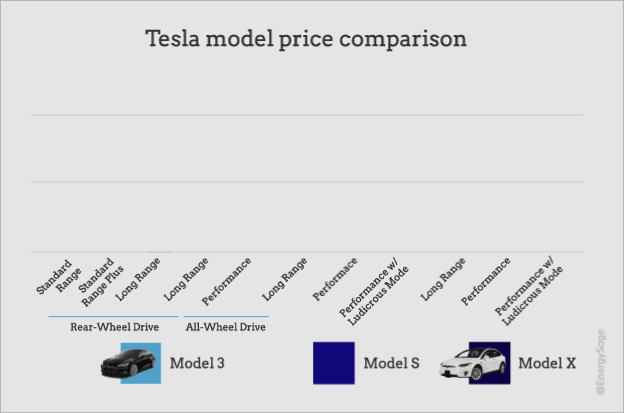 Tesla model price comparison
Standard
Range
Standard
Range Plus
Long Range
Long Range
Performance
Long Range
Performace
Performance w/
Ludicrous Mode
Long Range
Performance
Performance w/
Ludicrous Mode
Rear-Wheel Drive
All-Wheel Drive
Model 3
Model S
Model X
@EnergySage